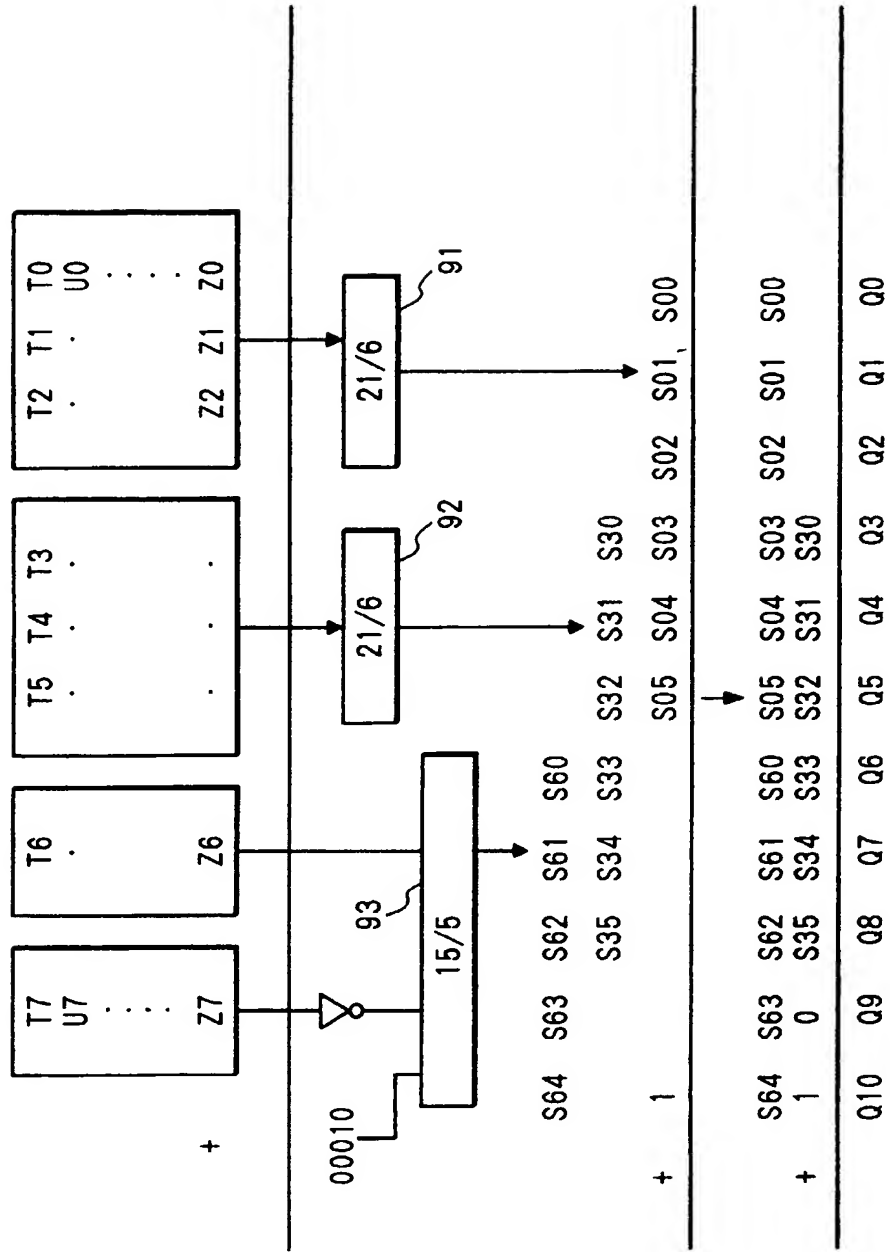 T7 T6 T5 T4 T3 T2 T1 T0
U7 . . . . . U0
. . . . . . . .
+ Z7 Z6 . . . Z2 Z1 Z0
21/6 21/6
92 91
93
00010
15/5
S64 S63 S62 S61 S60
S35 S34 S33 S32 S31 S30
+ 1 S05 S04 S03 S02 S01 S00
S64 S63 S62 S61 S60 S05 S04 S03 S02 S01 S00
+ 1 0 S35 S34 S33 S32 S31 S30
Q10 Q9 Q8 Q7 Q6 Q5 Q4 Q3 Q2 Q1 Q0